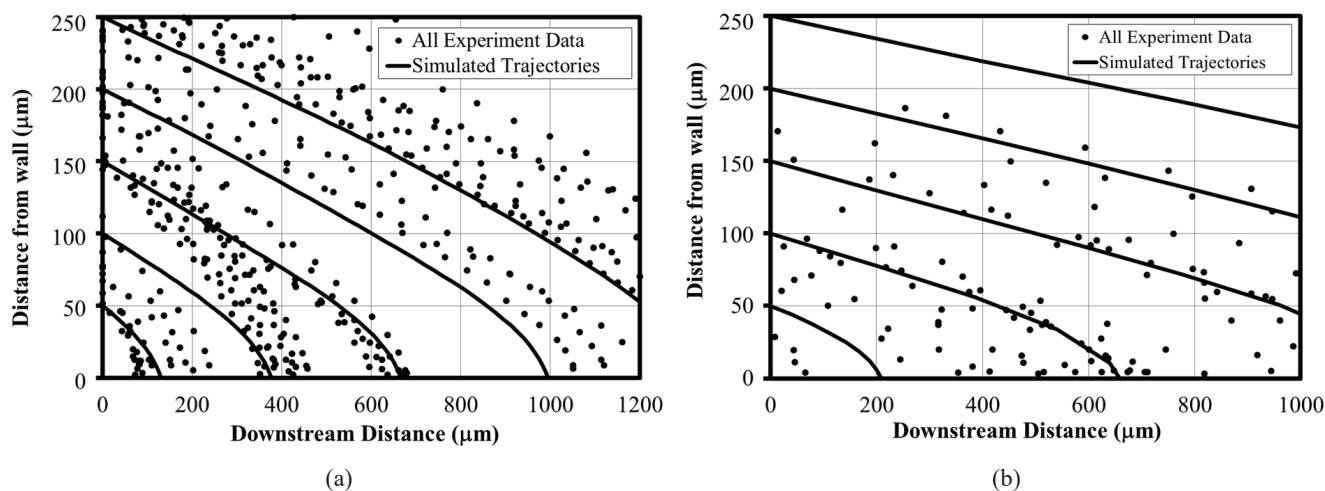 250
200
150
100
50
0
Distance from wall (μm)
All Experiment Data
Simulated Trajectories
0 200 400 600 800 1000 1200
Downstream Distance (μm)
(a)
250
200
150
100
50
0
Distance from wall (μm)
All Experiment Data
Simulated Trajectories
0 200 400 600 800 1000
Downstream Distance (μm)
(b)